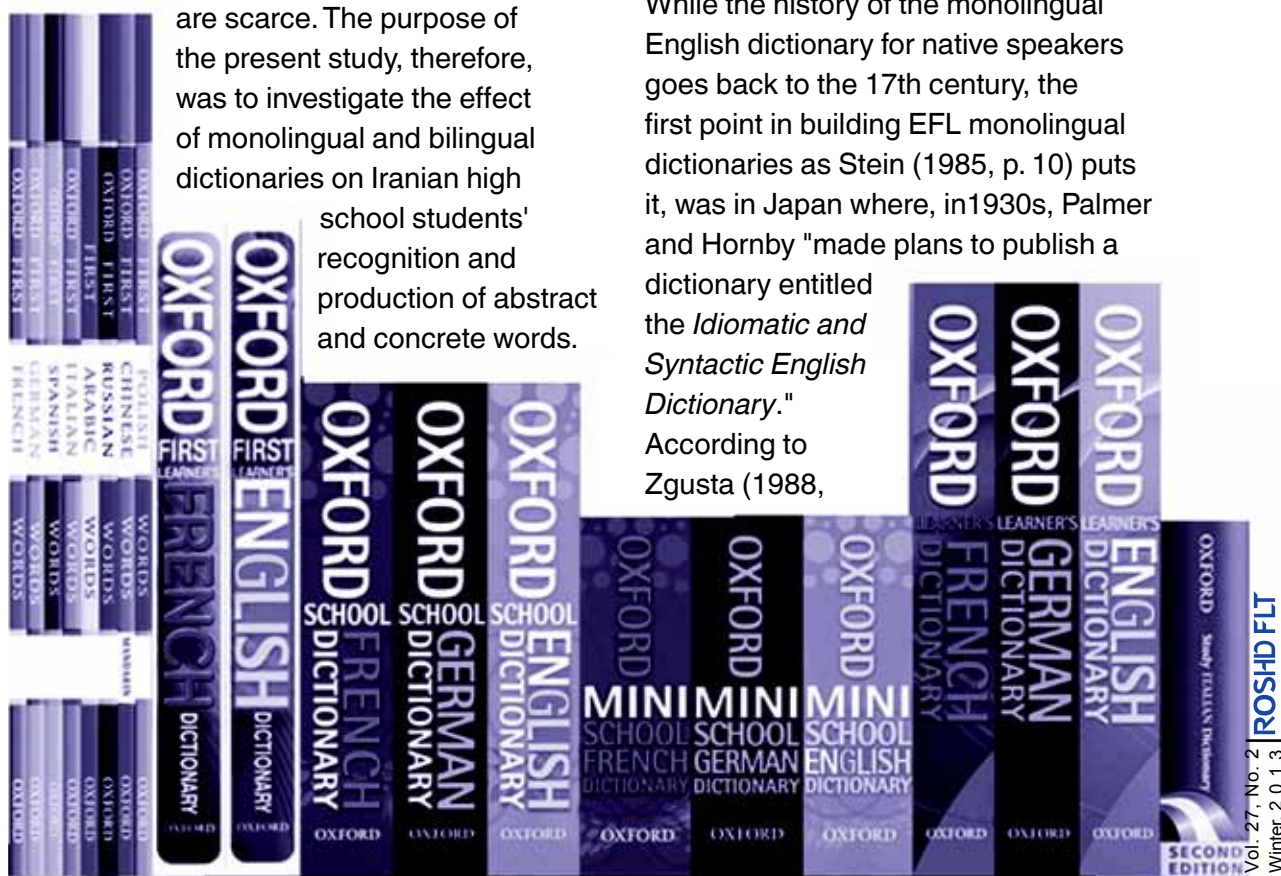 are scarce. The purpose of
the present study, therefore,
was to investigate the effect
of monolingual and bilingual
dictionaries on Iranian high
school students'
recognition and
production of abstract
and concrete words.
While the history of the monolingual
English dictionary for native speakers
goes back to the 17th century, the
first point in building EFL monolingual
dictionaries as Stein (1985, p. 10) puts
it, was in Japan where, in1930s, Palmer
and Hornby "made plans to publish a
dictionary entitled
the Idiomatic and
Syntactic English
Dictionary."
According to
Zgusta (1988,
OXFORD FIRST
OXFORD FIRST
OXFORD FIRST
FIRST
OXFORD FIRST
OXFORD FIRST
OXFORD FIRST
FRENCH
GERMAN
SPANISH
ITALIAN
ARABIC
RUSSIAN
CHINESE
POLISH
WORDS
WORDS
WORDS
WORDS
WORDS
WORDS
WORDS
WORDS
MANDARIN
OXFORD
OXFORD
OXFORD
OXFORD
OXFORD
OXFORD
OXFORD
OXFORD FIRST LEARNER'S FRENCH DICTIONARY OXFORD
OXFORD FIRST LEARNER'S ENGLISH DICTIONARY OXFORD
OXFORD SCHOOL FRENCH DICTIONARY OXFORD
OXFORD SCHOOL GERMAN DICTIONARY OXFORD
OXFORD SCHOOL ENGLISH DICTIONARY OXFORD
OXFORD MINI SCHOOL FRENCH DICTIONARY OXFORD
OXFORD MINI SCHOOL GERMAN DICTIONARY OXFORD
OXFORD MINI SCHOOL ENGLISH DICTIONARY OXFORD
OXFORD LEARNER'S FRENCH DICTIONARY OXFORD
OXFORD LEARNER'S GERMAN DICTIONARY OXFORD
OXFORD LEARNER'S ENGLISH DICTIONARY OXFORD
OXFORD Study ITALIAN Dictionary
SECOND
EDITION
ROSHD FLT
Vol. 27, No. 2
Winter, 2 0 1 3